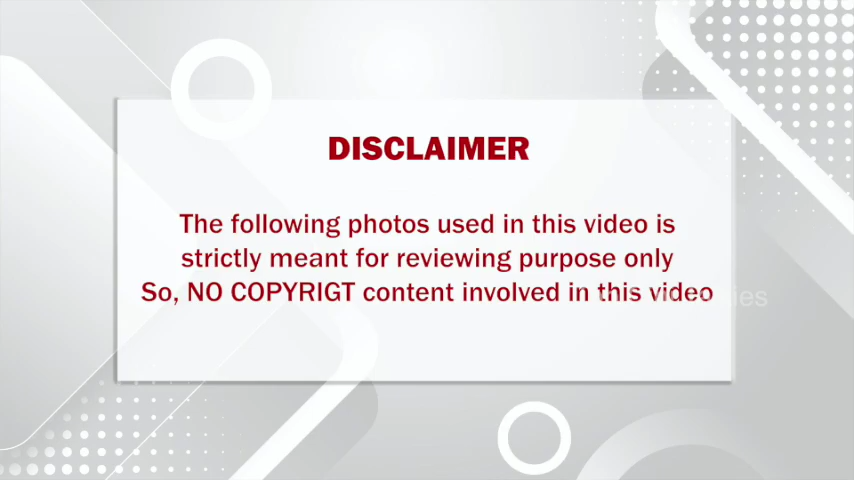 DISCLAIMER
The following photos used in this video is
strictly meant for reviewing purpose only
So, NO COPYRIGT content involved in this video